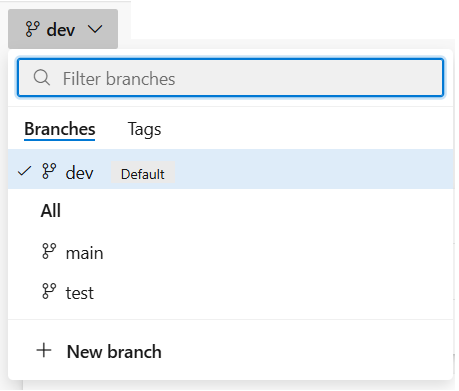 dev
Filter branches
Branches Tags
dev Default
All
main
test
New branch